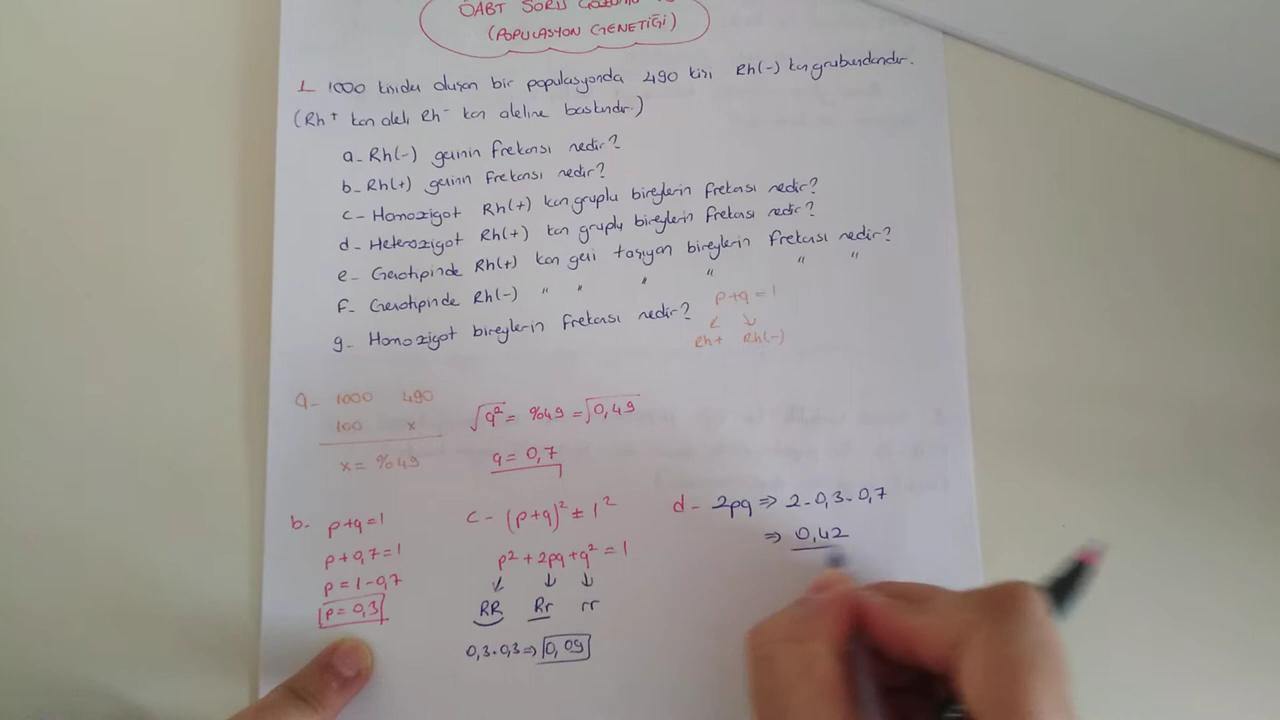 ÖABT SORU
(POPULASYON GENETİĞİ)
1 1000 kişiden oluşan bir populasyonda 490 kişi Rh(-) kan grubundandır.
(Rh+ kan aleli Rh- kan aleline baskındır.)
a- Rh(-) geninin frekansı nedir?
b- Rh(+) geninin frekansı nedir?
c- Homozigot Rh(+) kan gruplu bireylerin frekansı nedir?
d- Heterozigot Rh(+) kan gruplu bireylerin frekansı nedir?
e- Genotipinde Rh(+) kan geni taşıyan bireylerin frekansı nedir?
f- Genotipinde Rh(-) " " " " " "
g- Homozigot bireylerin frekansı nedir?
p+q=1
Rh+ Rh(-)
a- 1000 490
100 x
x = %49
√q² = %49 = √0,49
q = 0,7
b. p+q=1
p+0,7=1
p=1-0,7
p=0,3
c- (p+q)² = 1²
p² + 2pq + q² = 1
RR Rr rr
0,3.0,3 ⇒ 0,09
d- 2pq ⇒ 2.0,3.0,7
⇒ 0,42